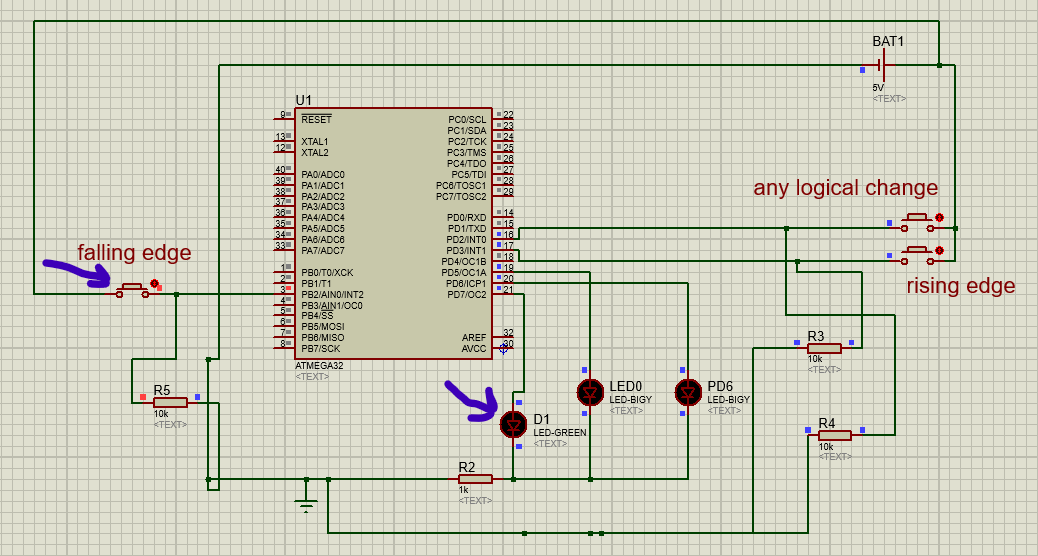 BAT1
5V
<TEXT>
U1
9 RESET
13 XTAL1
12 XTAL2
40 PA0/ADC0
39 PA1/ADC1
38 PA2/ADC2
37 PA3/ADC3
36 PA4/ADC4
35 PA5/ADC5
34 PA6/ADC6
33 PA7/ADC7
1 PB0/T0/XCK
2 PB1/T1
3 PB2/AIN0/INT2
4 PB3/AIN1/OC0
5 PB4/SS
6 PB5/MOSI
7 PB6/MISO
8 PB7/SCK
PC0/SCL 22
PC1/SDA 23
PC2/TCK 24
PC3/TMS 25
PC4/TDO 26
PC5/TDI 27
PC6/TOSC1 28
PC7/TOSC2 29
PD0/RXD 14
PD1/TXD 15
PD2/INT0 16
PD3/INT1 17
PD4/OC1B 18
PD5/OC1A 19
PD6/ICP1 20
PD7/OC2 21
AREF 32
AVCC 30
ATMEGA32
<TEXT>
any logical change
falling edge
rising edge
R3
10k
<TEXT>
R5
10k
<TEXT>
LED0
LED-BIGY
<TEXT>
PD6
LED-BIGY
<TEXT>
D1
LED-GREEN
<TEXT>
R4
10k
<TEXT>
R2
1k
<TEXT>